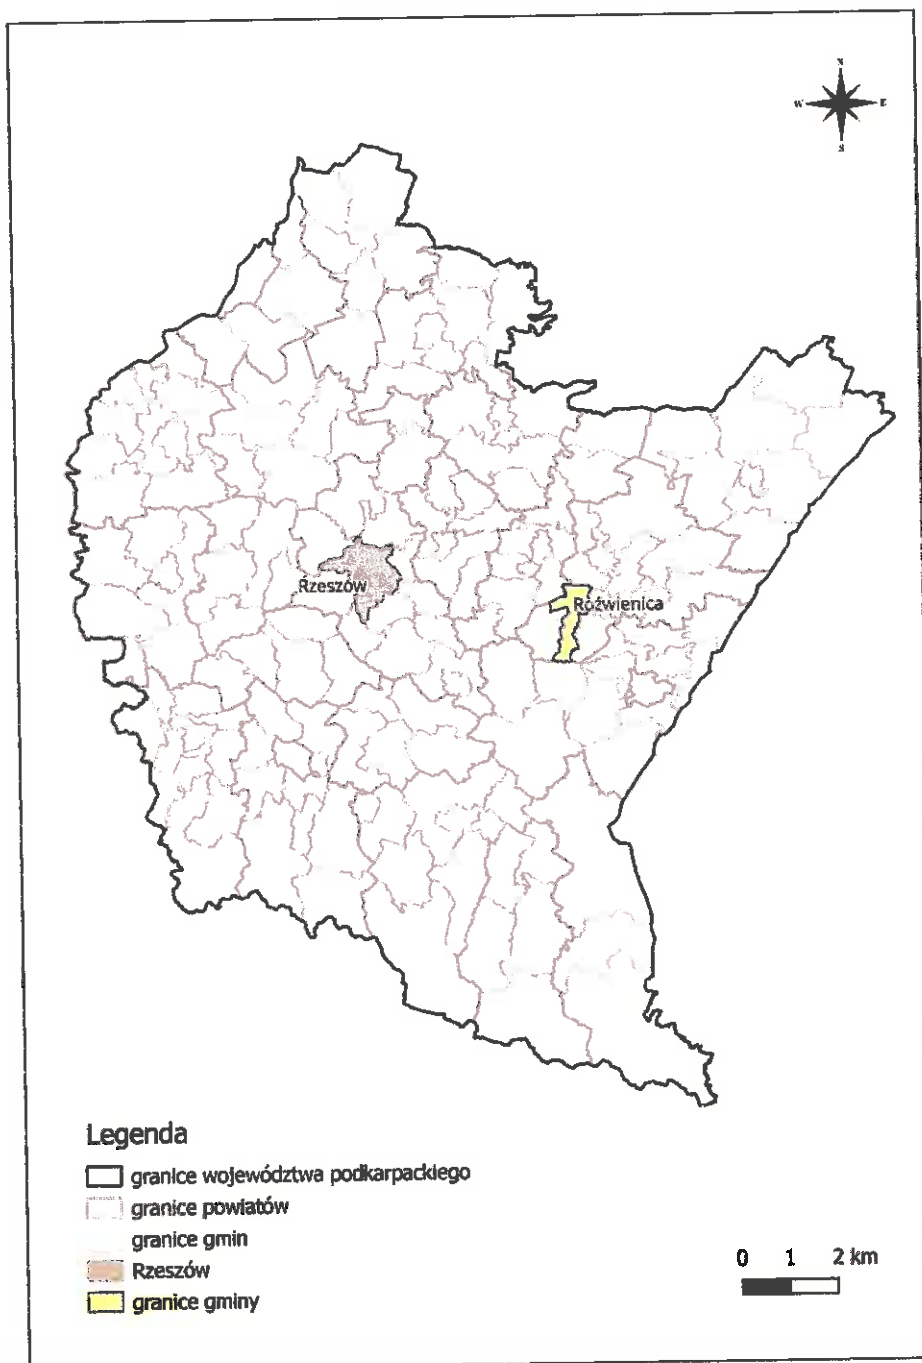 N
W E
S
Rzeszów
Roźwienica
Legenda
granice województwa podkarpackiego
granice powiatów
granice gmin
Rzeszów
granice gminy
0 1 2 km